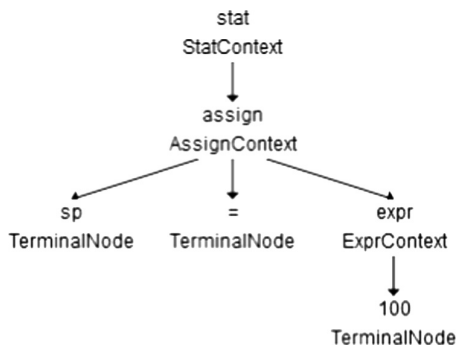 stat
StatContext
assign
AssignContext
sp = expr
TerminalNode TerminalNode ExprContext
100
TerminalNode